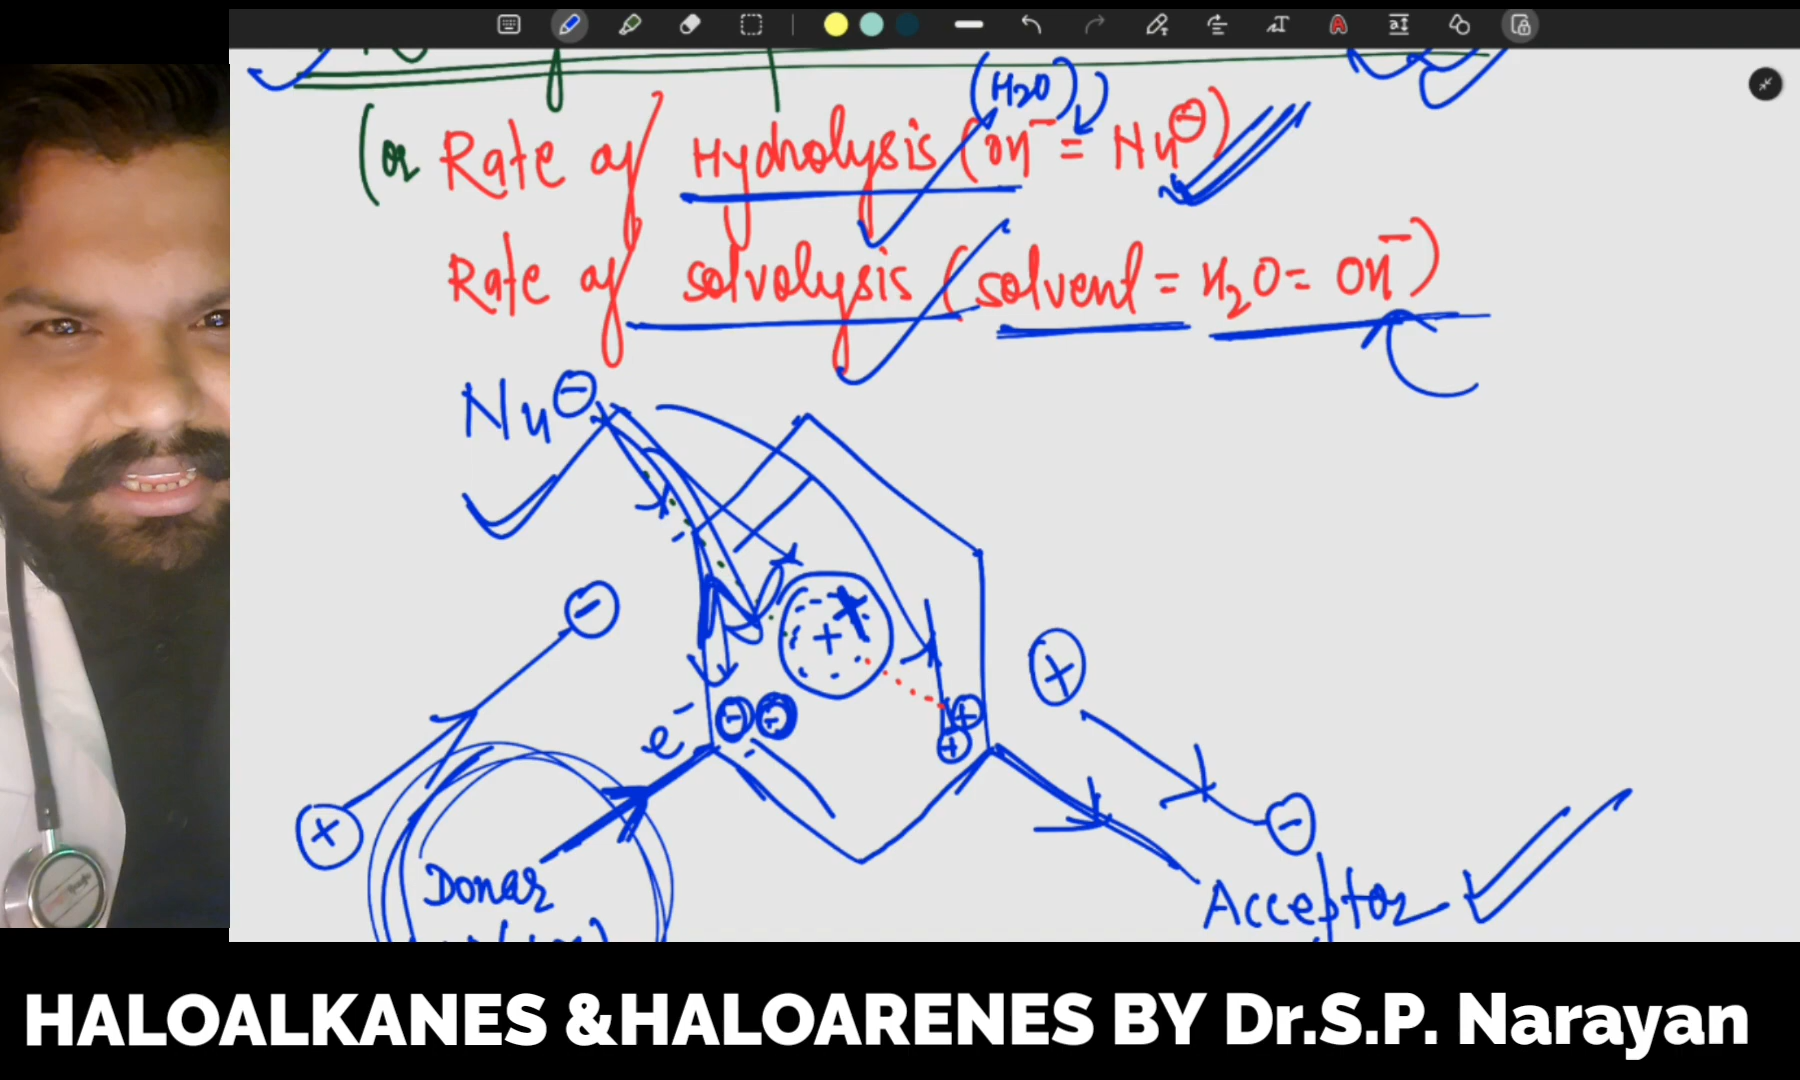 (H2O)
(or Rate of Hydrolysis (OH⁻ = Nu⊖)
Rate of solvolysis (solvent = H2O = OH⁻)
Nu⊖
⊖
+
⊕
⊕
⊕
e⁻ ⊖⊖
⊕
⊖
Donar
Acceptor
HALOALKANES &HALOARENES BY Dr.S.P. Narayan